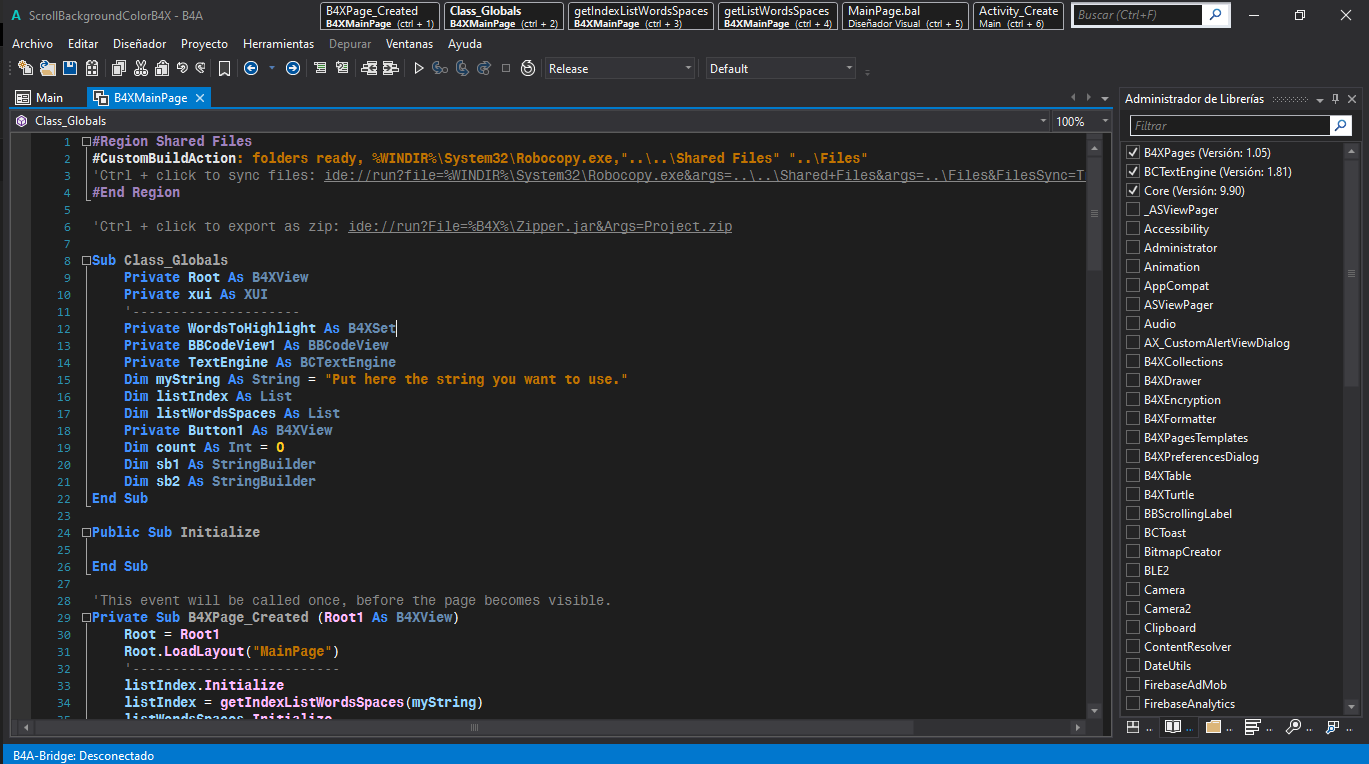 ScrollBackgroundColorB4X - B4A
B4XPage_Created
B4XMainPage (ctrl + 1)
Class_Globals
B4XMainPage (ctrl + 2)
getIndexListWordsSpaces
B4XMainPage (ctrl + 3)
getListWordsSpaces
B4XMainPage (ctrl + 4)
MainPage.bal
Diseñador Visual (ctrl + 5)
Activity_Create
Main (ctrl + 6)
Buscar (Ctrl+F)
Archivo Editar Diseñador Proyecto Herramientas Depurar Ventanas Ayuda
Release Default
Main B4XMainPage
Class_Globals 100%
1 #Region Shared Files
2 #CustomBuildAction: folders ready, %WINDIR%\System32\Robocopy.exe,"..\..\Shared Files" "..\Files"
3 'Ctrl + click to sync files: ide://run?file=%WINDIR%\System32\Robocopy.exe&args=..\..\Shared+Files&args=..\Files&FilesSync=T
4 #End Region
5
6 'Ctrl + click to export as zip: ide://run?File=%B4X%\Zipper.jar&Args=Project.zip
7
8 Sub Class_Globals
9 Private Root As B4XView
10 Private xui As XUI
11 '---------------------
12 Private WordsToHighlight As B4XSet
13 Private BBCodeView1 As BBCodeView
14 Private TextEngine As BCTextEngine
15 Dim myString As String = "Put here the string you want to use."
16 Dim listIndex As List
17 Dim listWordsSpaces As List
18 Private Button1 As B4XView
19 Dim count As Int = 0
20 Dim sb1 As StringBuilder
21 Dim sb2 As StringBuilder
22 End Sub
23
24 Public Sub Initialize
25
26 End Sub
27
28 'This event will be called once, before the page becomes visible.
29 Private Sub B4XPage_Created (Root1 As B4XView)
30 Root = Root1
31 Root.LoadLayout("MainPage")
32 '--------------------------
33 listIndex.Initialize
34 listIndex = getIndexListWordsSpaces(myString)
35 listWordsSpaces.Initialize
Administrador de Librerías
Filtrar
B4XPages (Versión: 1.05)
BCTextEngine (Versión: 1.81)
Core (Versión: 9.90)
_ASViewPager
Accessibility
Administrator
Animation
AppCompat
ASViewPager
Audio
AX_CustomAlertViewDialog
B4XCollections
B4XDrawer
B4XEncryption
B4XFormatter
B4XPagesTemplates
B4XPreferencesDialog
B4XTable
B4XTurtle
BBScrollingLabel
BCToast
BitmapCreator
BLE2
Camera
Camera2
Clipboard
ContentResolver
DateUtils
FirebaseAdMob
FirebaseAnalytics
B4A-Bridge: Desconectado